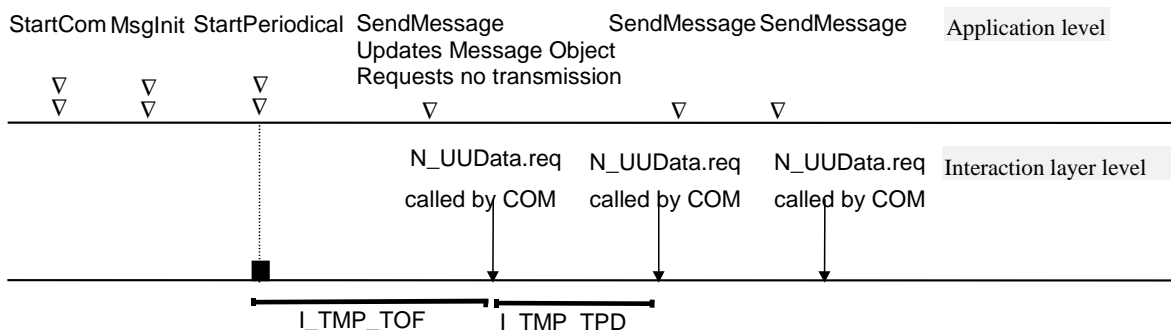 StartCom MsgInit StartPeriodical SendMessage SendMessage SendMessage Application level
Updates Message Object
Requests no transmission
N_UUData.req N_UUData.req N_UUData.req Interaction layer level
called by COM called by COM called by COM
I_TMP_TOF I_TMP_TPD